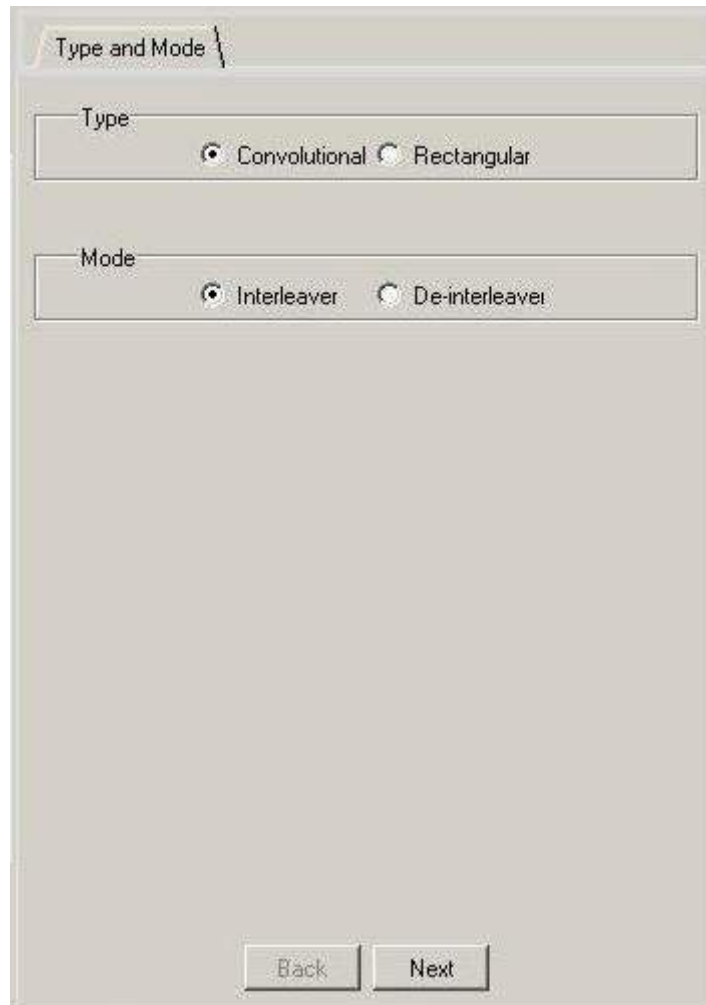 Type and Mode
Type
Convolutional Rectangular
Mode
Interleaver De-interleaver
Back Next